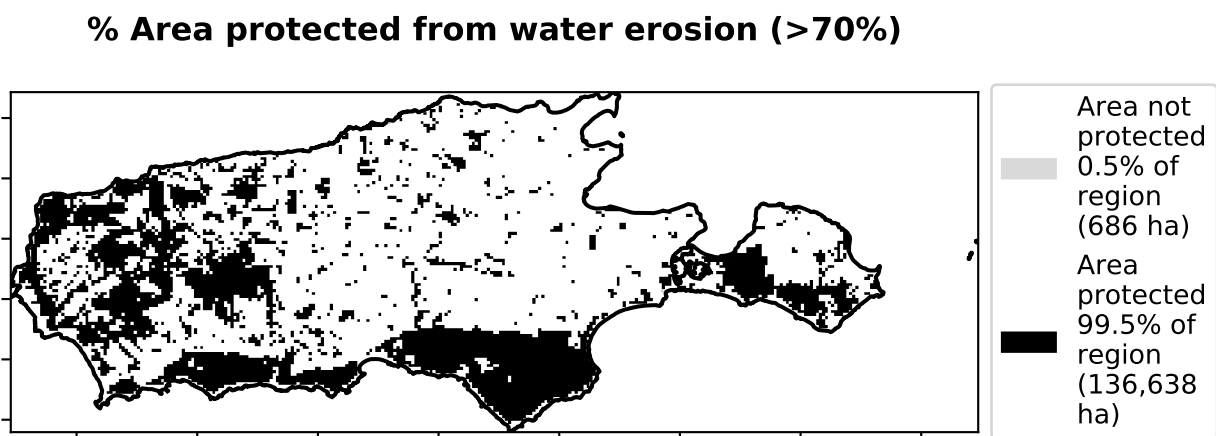 % Area protected from water erosion (>70%)
Area not
protected
0.5% of
region
(686 ha)
Area
protected
99.5% of
region
(136,638
ha)